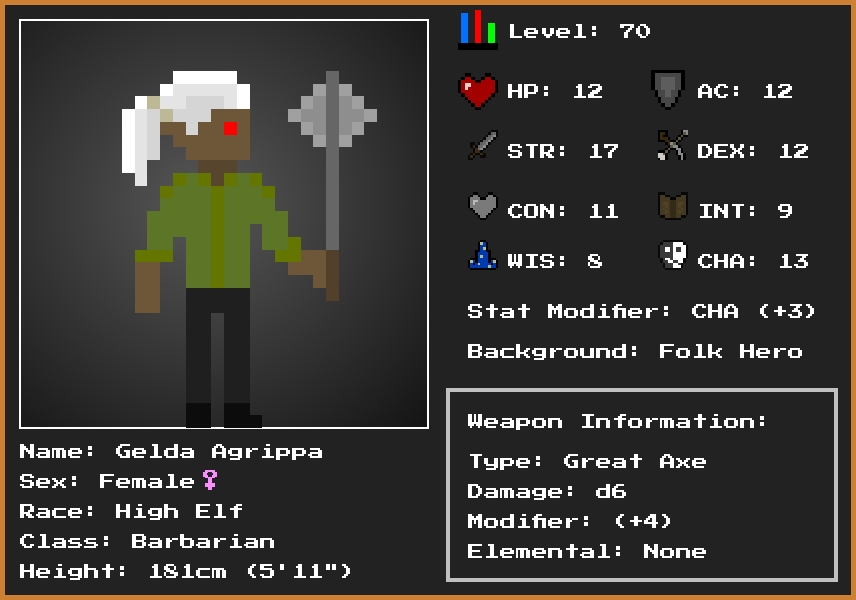 Level: 70
HP: 12 AC: 12
STR: 17 DEX: 12
CON: 11 INT: 9
WIS: 8 CHA: 13
Stat Modifier: CHA (+3)
Background: Folk Hero
Name: Gelda Agrippa
Sex: Female♀
Race: High Elf
Class: Barbarian
Height: 181cm (5'11")
Weapon Information:
Type: Great Axe
Damage: d6
Modifier: (+4)
Elemental: None